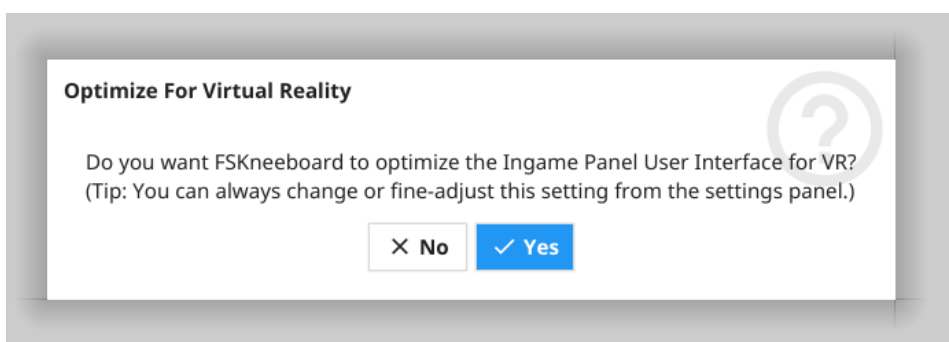 Optimize For Virtual Reality
Do you want FSKneeboard to optimize the Ingame Panel User Interface for VR?
(Tip: You can always change or fine-adjust this setting from the settings panel.)
No
Yes